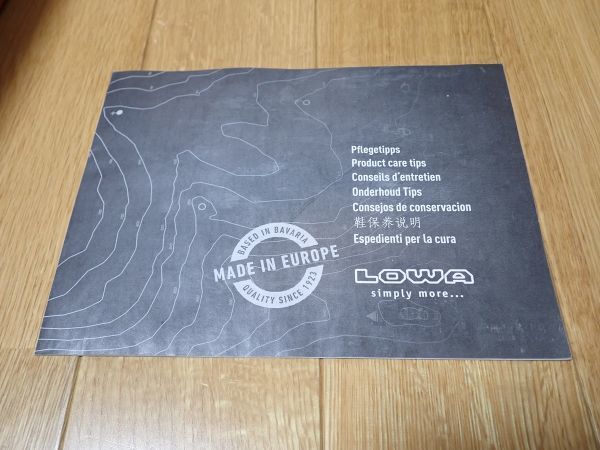 Pflegetipps
Product care tips
Conseils d'entretien
Onderhoud Tips
Consejos de conservacion
鞋保养说明
Espedienti per la cura
BASED IN BAVARIA
MADE IN EUROPE
QUALITY SINCE 1923
LOWA
simply more...